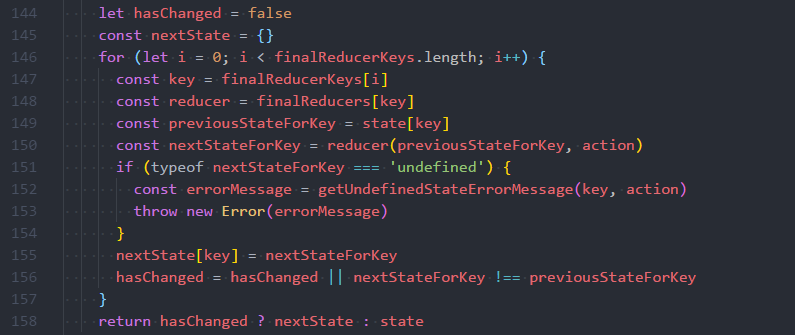 144 let hasChanged = false
145 const nextState = {}
146 for (let i = 0; i < finalReducerKeys.length; i++) {
147 const key = finalReducerKeys[i]
148 const reducer = finalReducers[key]
149 const previousStateForKey = state[key]
150 const nextStateForKey = reducer(previousStateForKey, action)
151 if (typeof nextStateForKey === 'undefined') {
152 const errorMessage = getUndefinedStateErrorMessage(key, action)
153 throw new Error(errorMessage)
154 }
155 nextState[key] = nextStateForKey
156 hasChanged = hasChanged || nextStateForKey !== previousStateForKey
157 }
158 return hasChanged ? nextState : state